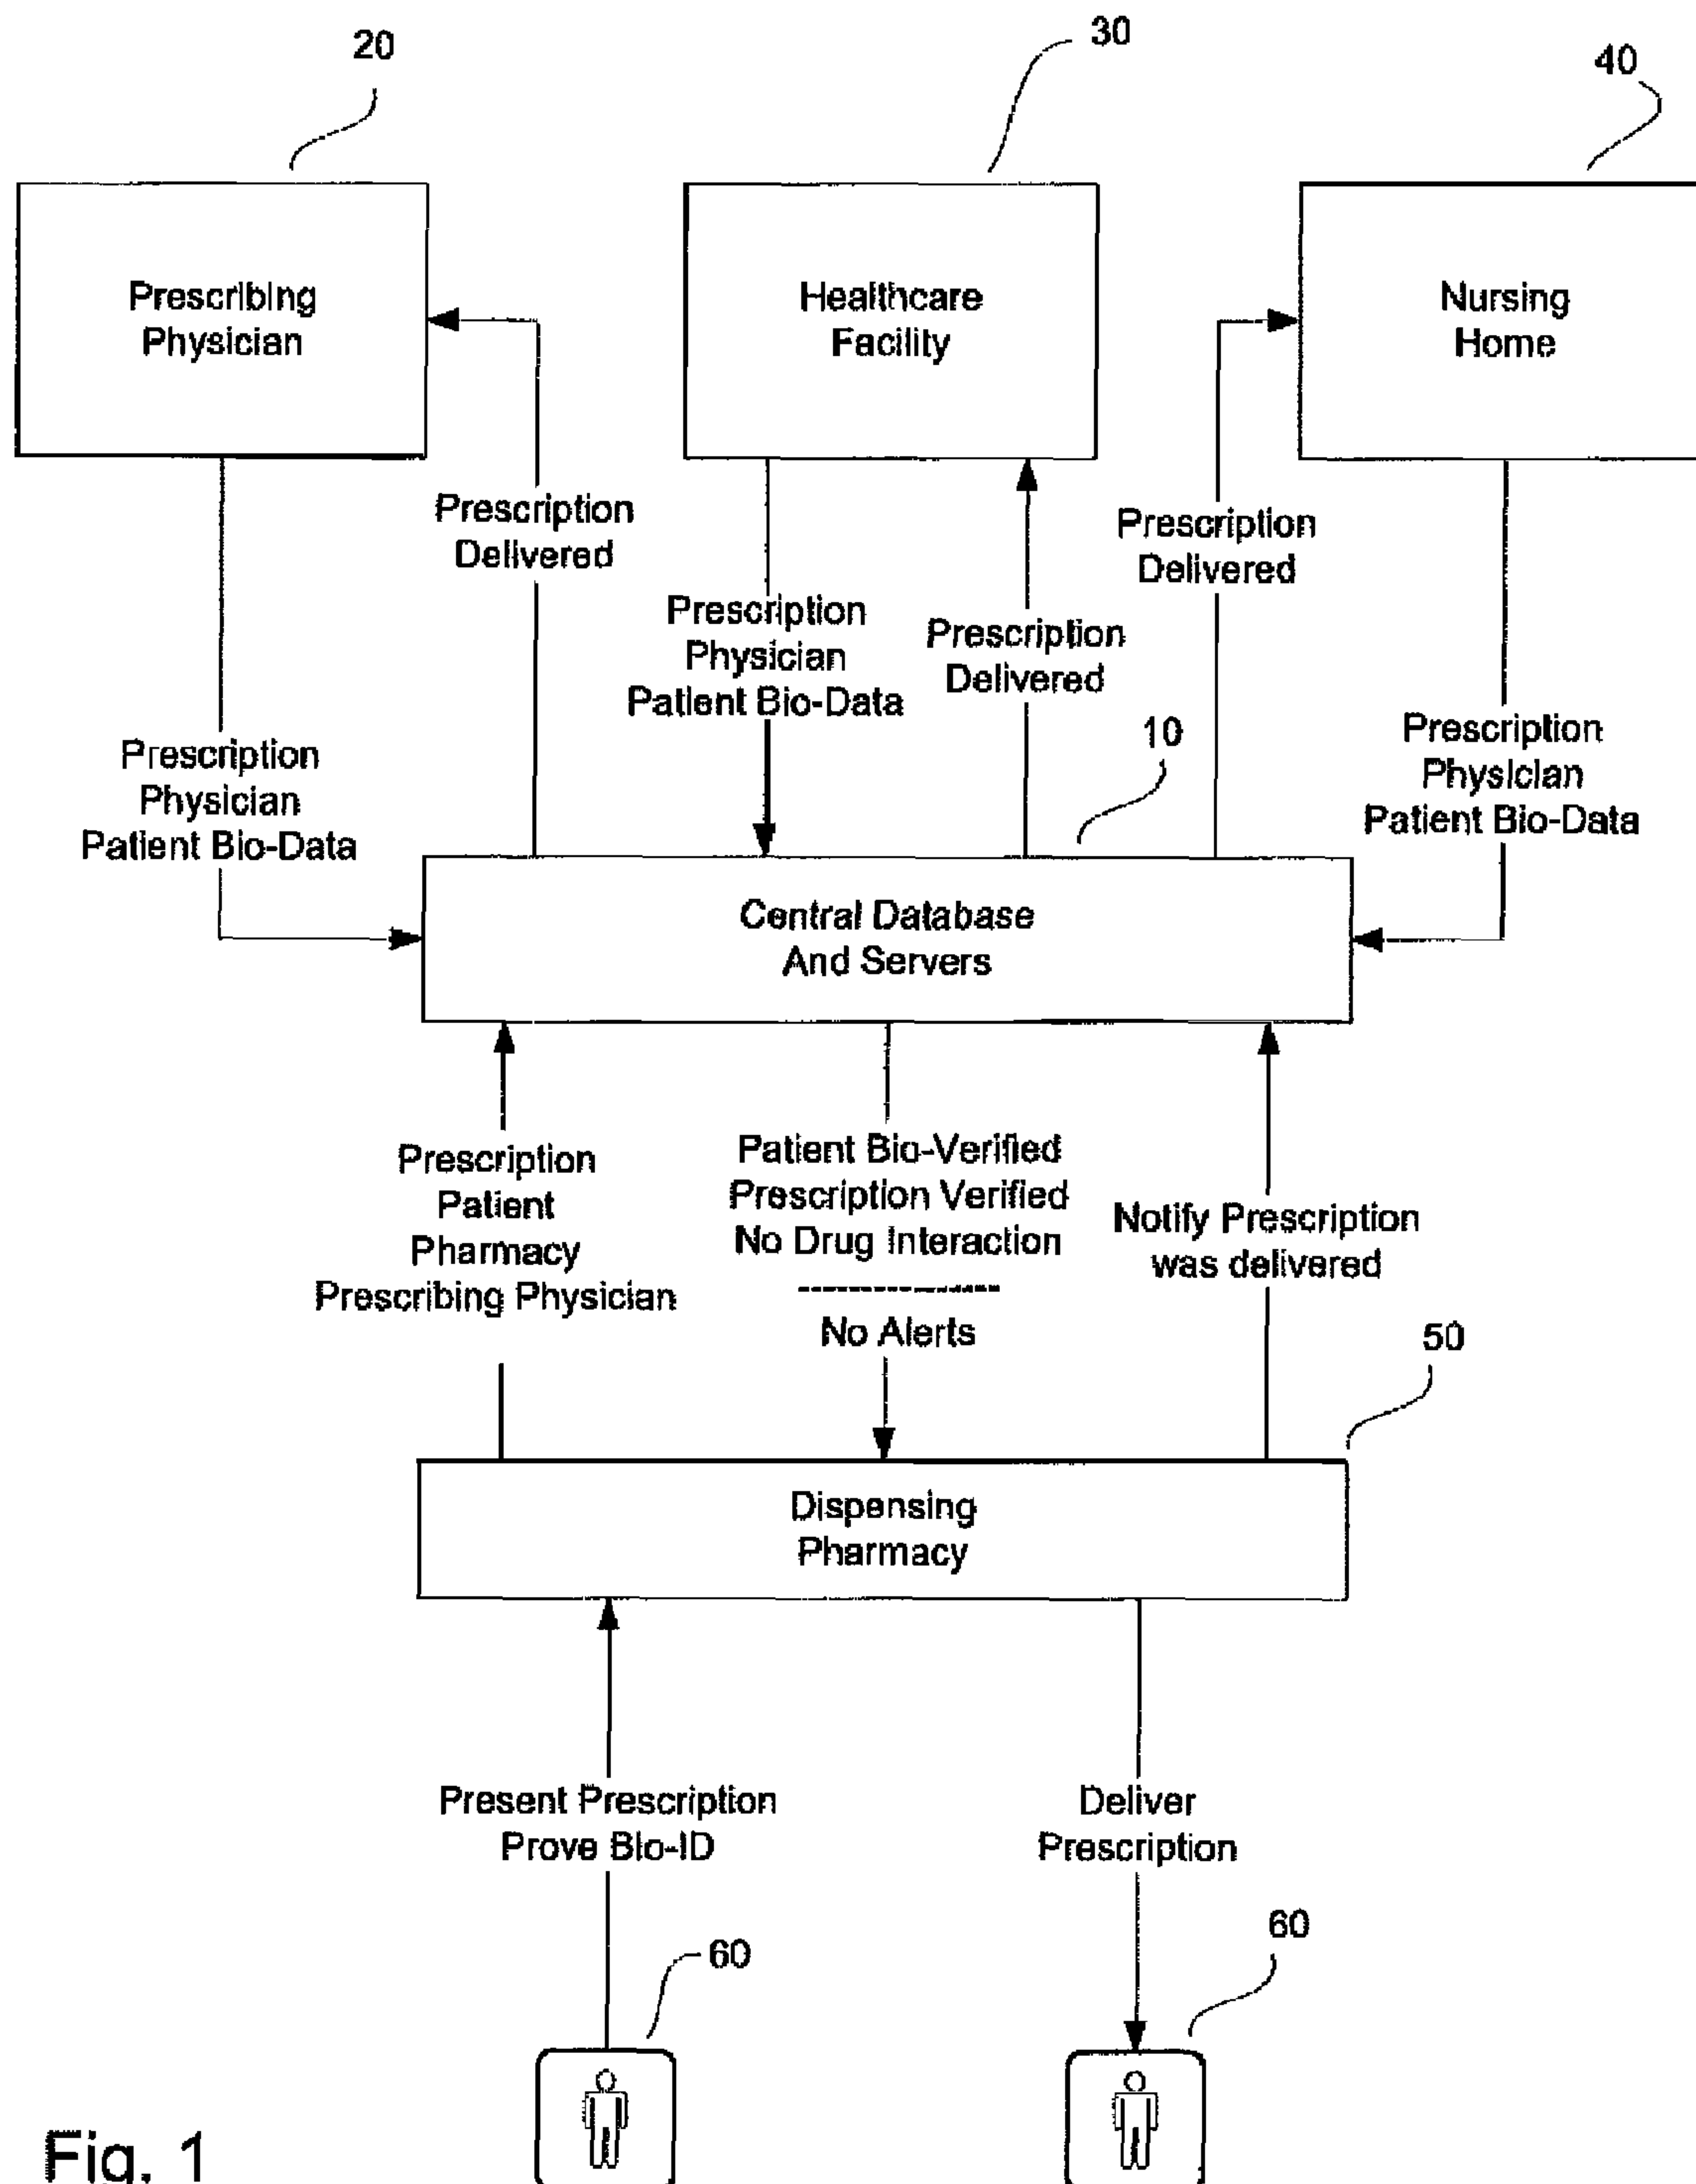 20
30
40
Prescribing
Physician
Healthcare
Facility
Nursing
Home
Prescription
Delivered
Prescription
Delivered
Prescription
Physician
Patient Bio-Data
Prescription
Delivered
Prescription
Physician
Patient Bio-Data
Prescription
Physician
Patient Bio-Data
10
Central Database
And Servers
Prescription
Patient
Pharmacy
Prescribing Physician
Patient Bio-Verified
Prescription Verified
No Drug Interaction
No Alerts
Notify Prescription
was delivered
50
Dispensing
Pharmacy
Present Prescription
Prove Bio-ID
Deliver
Prescription
60
60
Fig. 1